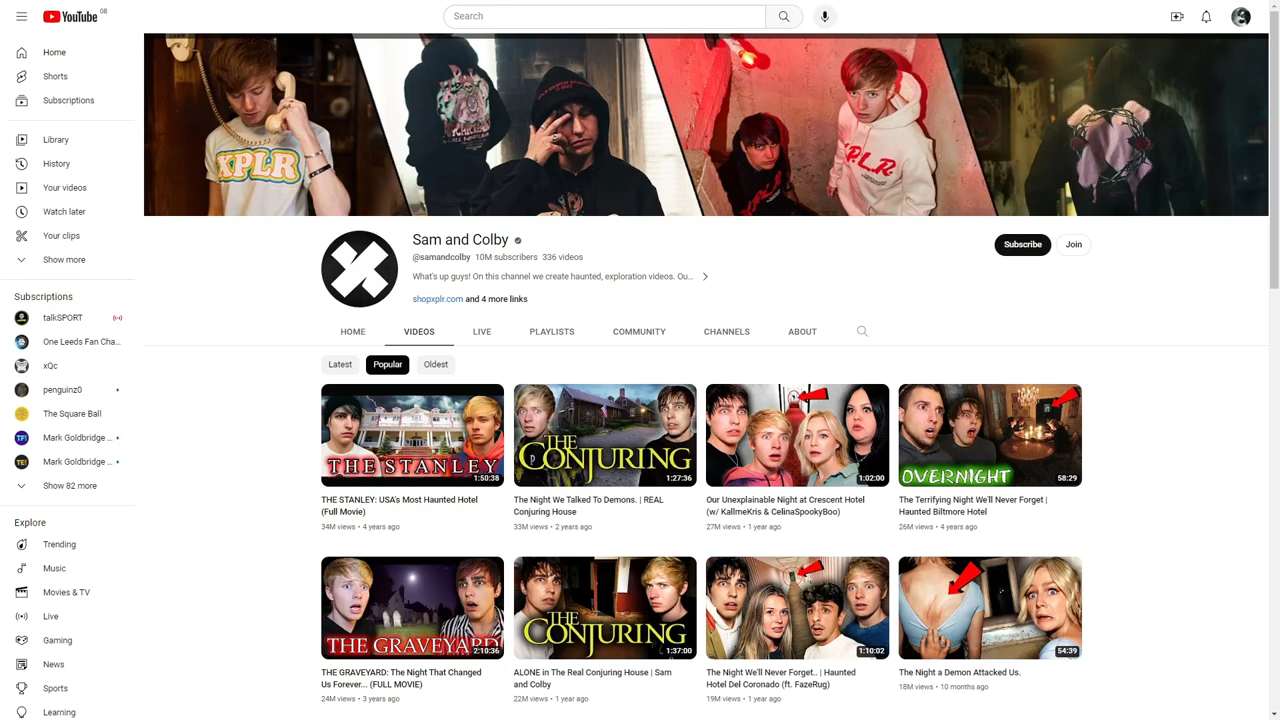 YouTube GB
Search
Home
Shorts
Subscriptions
Library
History
Your videos
Watch later
Your clips
Show more
Subscriptions
talkSPORT
One Leeds Fan Cha...
xQc
penguinz0
The Square Ball
Mark Goldbridge ...
Mark Goldbridge ...
Show 82 more
Explore
Trending
Music
Movies & TV
Live
Gaming
News
Sports
Learning
XPLR
X.P.L.R.
Sam and Colby
@samandcolby 10M subscribers 336 videos
What's up guys! On this channel we create haunted, exploration videos. Ou...
shopxplr.com and 4 more links
Subscribe
Join
HOME
VIDEOS
LIVE
PLAYLISTS
COMMUNITY
CHANNELS
ABOUT
Latest
Popular
Oldest
THE STANLEY
1:50:38
THE STANLEY: USA's Most Haunted Hotel
(Full Movie)
34M views • 4 years ago
THE
CONJURING
1:27:36
The Night We Talked To Demons. | REAL
Conjuring House
33M views • 2 years ago
1:02:00
Our Unexplainable Night at Crescent Hotel
(w/ KallmeKris & CelinaSpookyBoo)
27M views • 1 year ago
OVERNIGHT
58:29
The Terrifying Night We'll Never Forget |
Haunted Biltmore Hotel
26M views • 4 years ago
THE GRAVEYARD
2:10:36
THE GRAVEYARD: The Night That Changed
Us Forever... (FULL MOVIE)
24M views • 3 years ago
THE
CONJURING
1:37:00
ALONE in The Real Conjuring House | Sam
and Colby
22M views • 1 year ago
1:10:02
The Night We'll Never Forget.. | Haunted
Hotel Del Coronado (ft. FazeRug)
19M views • 1 year ago
54:39
The Night a Demon Attacked Us.
18M views • 10 months ago